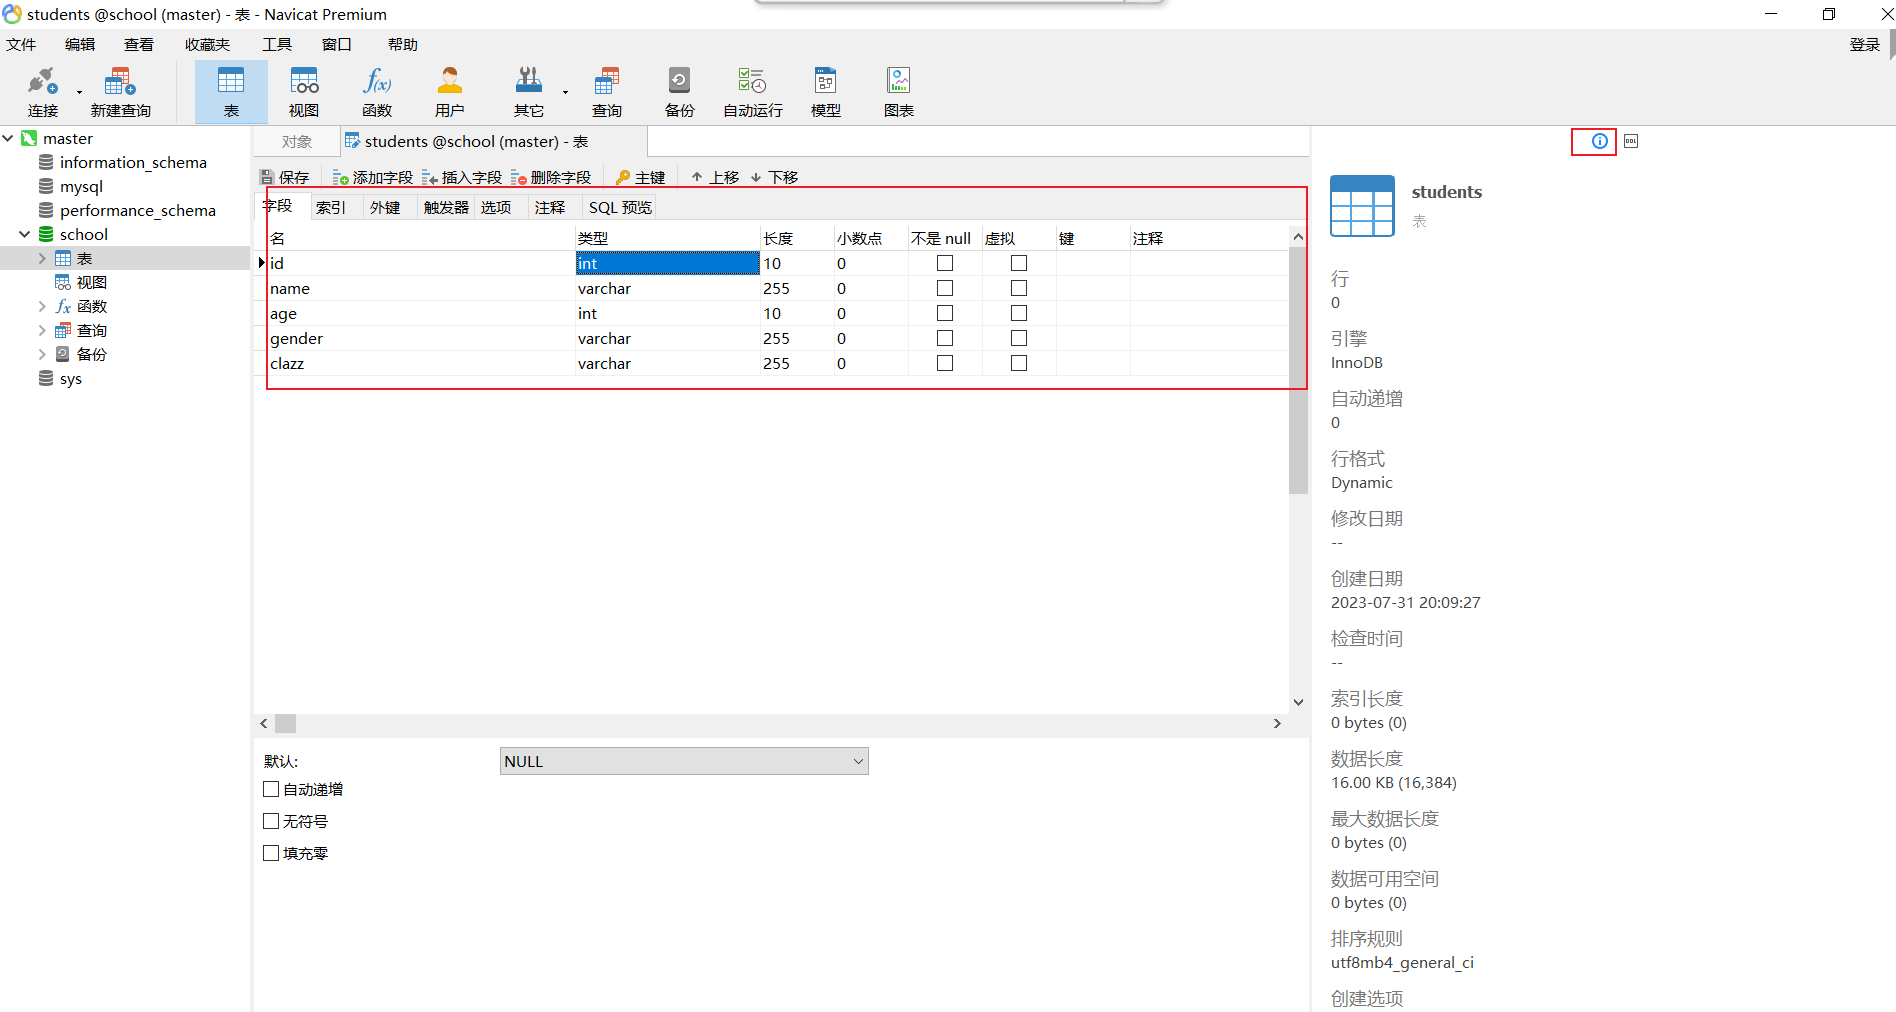 students @school (master) - 表 - Navicat Premium
文件 编辑 查看 收藏夹 工具 窗口 帮助 登录
连接 新建查询 表 视图 函数 用户 其它 查询 备份 自动运行 模型 图表
master
information_schema
mysql
performance_schema
school
表
视图
函数
查询
备份
sys
对象 students @school (master) - 表
保存 添加字段 插入字段 删除字段 主键 上移 下移
字段 索引 外键 触发器 选项 注释 SQL 预览
名 类型 长度 小数点 不是 null 虚拟 键 注释
id int 10 0
name varchar 255 0
age int 10 0
gender varchar 255 0
clazz varchar 255 0
默认: NULL
自动递增
无符号
填充零
DDL
students
表
行
0
引擎
InnoDB
自动递增
0
行格式
Dynamic
修改日期
--
创建日期
2023-07-31 20:09:27
检查时间
--
索引长度
0 bytes (0)
数据长度
16.00 KB (16,384)
最大数据长度
0 bytes (0)
数据可用空间
0 bytes (0)
排序规则
utf8mb4_general_ci
创建选项